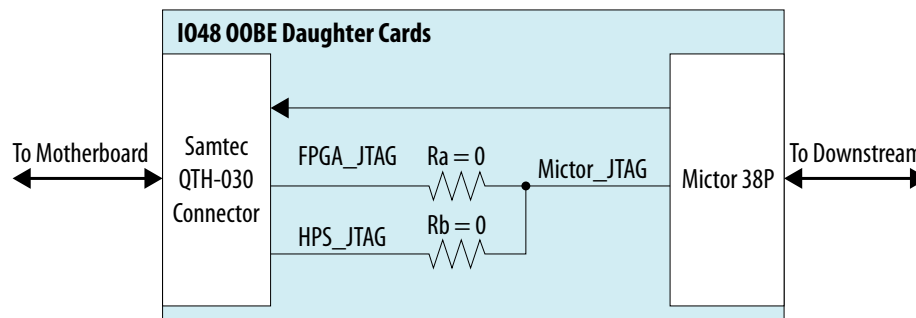 IO48 OOBE Daughter Cards
To Motherboard
Samtec
QTH-030
Connector
FPGA_JTAG
Ra = 0
Mictor_JTAG
HPS_JTAG
Rb = 0
Mictor 38P
To Downstream